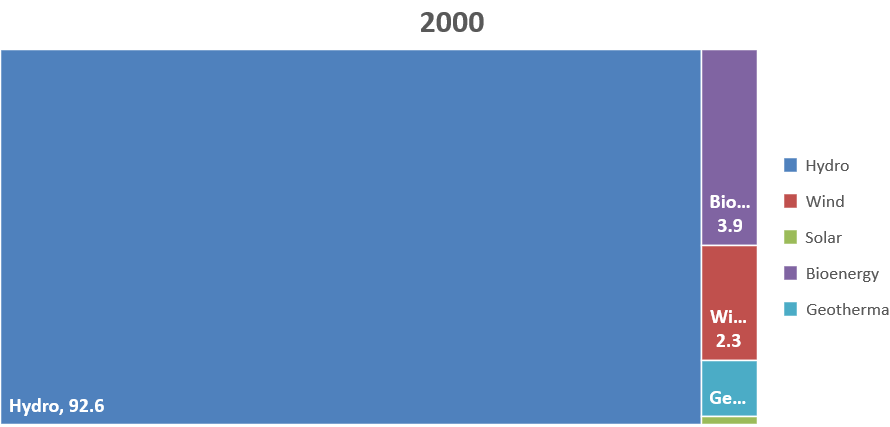 2000
Bio...
3.9
Wi...
2.3
Ge...
Hydro, 92.6
Hydro
Wind
Solar
Bioenergy
Geotherma